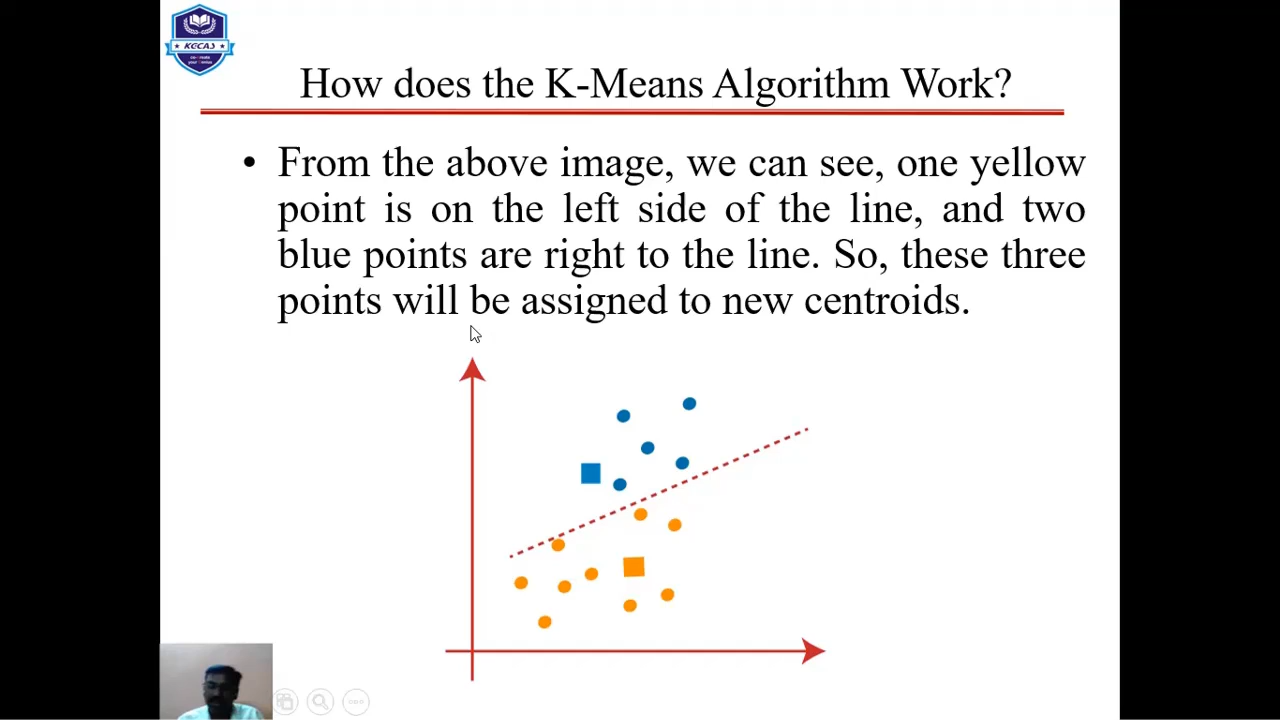 KGCAS
How does the K-Means Algorithm Work?
• From the above image, we can see, one yellow
point is on the left side of the line, and two
blue points are right to the line. So, these three
points will be assigned to new centroids.